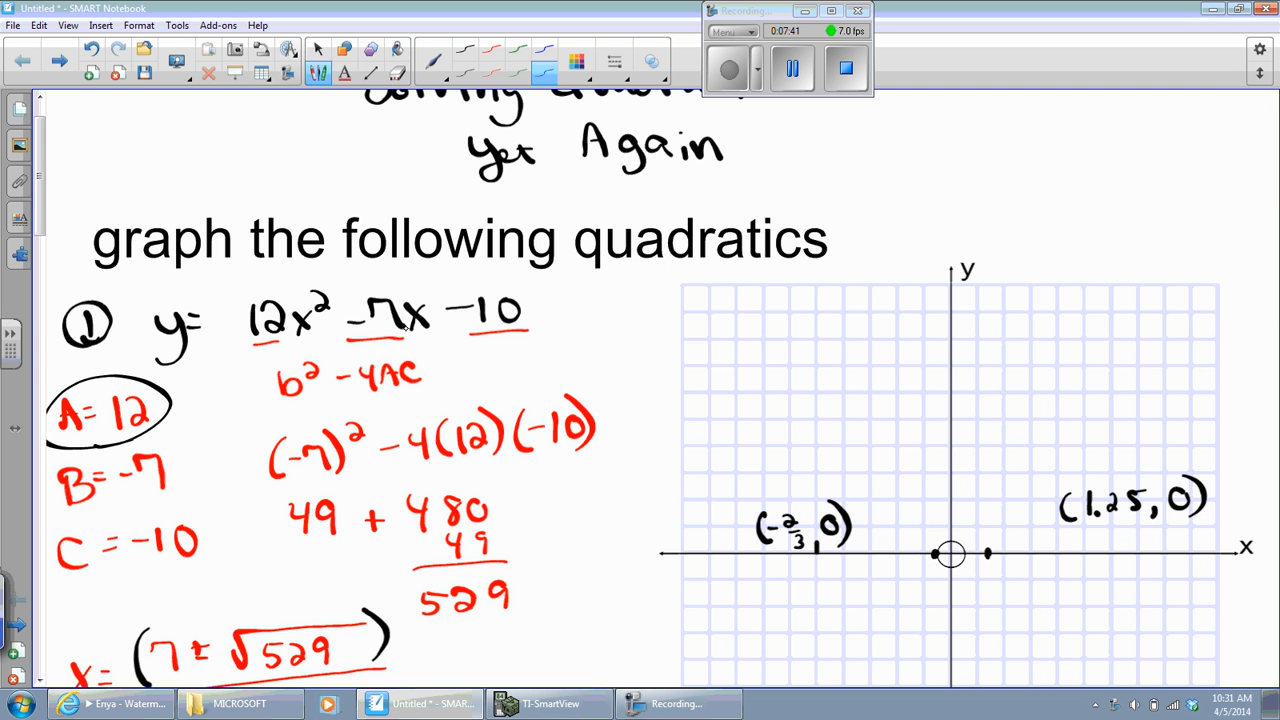 Untitled * - SMART Notebook
File Edit View Insert Format Tools Add-ons Help
Recording...
Menu 0:07:41 7.0 fps
Solving
Yet Again
graph the following quadratics
① y= 12x² -7x -10
b² - 4AC
A= 12
(-7)² - 4(12)(-10)
B= -7
49 + 480
49
C = -10
529
x= (7 ± √529)
y
(-2/3, 0)
(1.25, 0)
x
Enya - Waterm...
MICROSOFT
Untitled * - SMAR...
TI-SmartView
Recording...
10:31 AM
4/5/2014